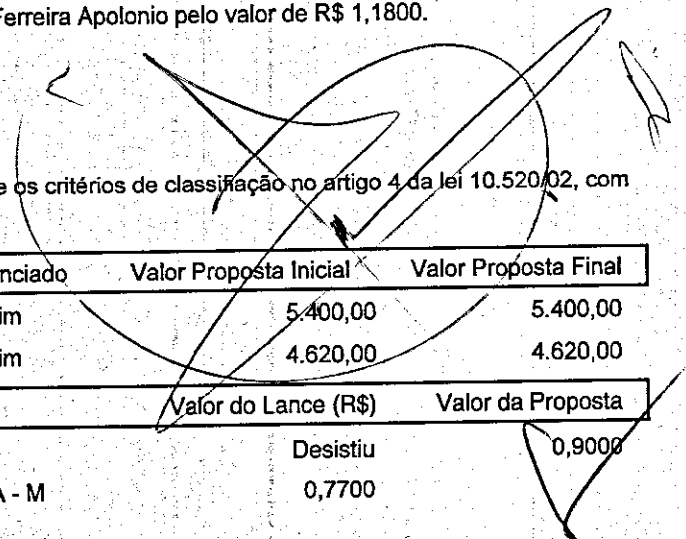 Ferreira Apolonio pelo valor de R$ 1,1800.
e os critérios de classifiação no artigo 4 da lei 10.520/02, com
nciado Valor Proposta Inicial Valor Proposta Final
im 5.400,00 5.400,00
im 4.620,00 4.620,00
Valor do Lance (R$) Valor da Proposta
Desistiu 0,9000
A - M 0,7700